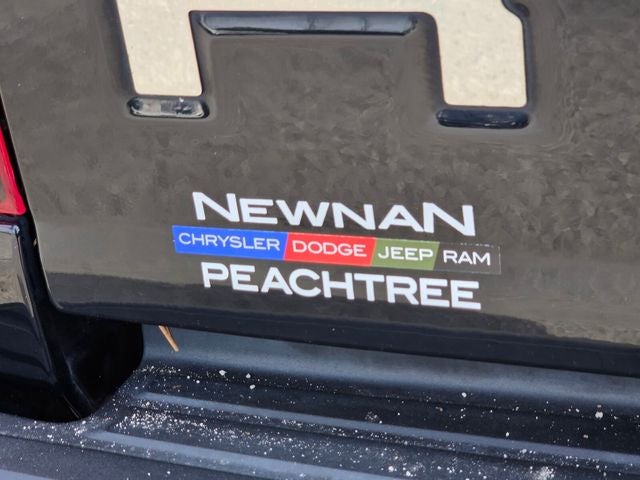 NEWNAN
CHRYSLER DODGE JEEP RAM
PEACHTREE